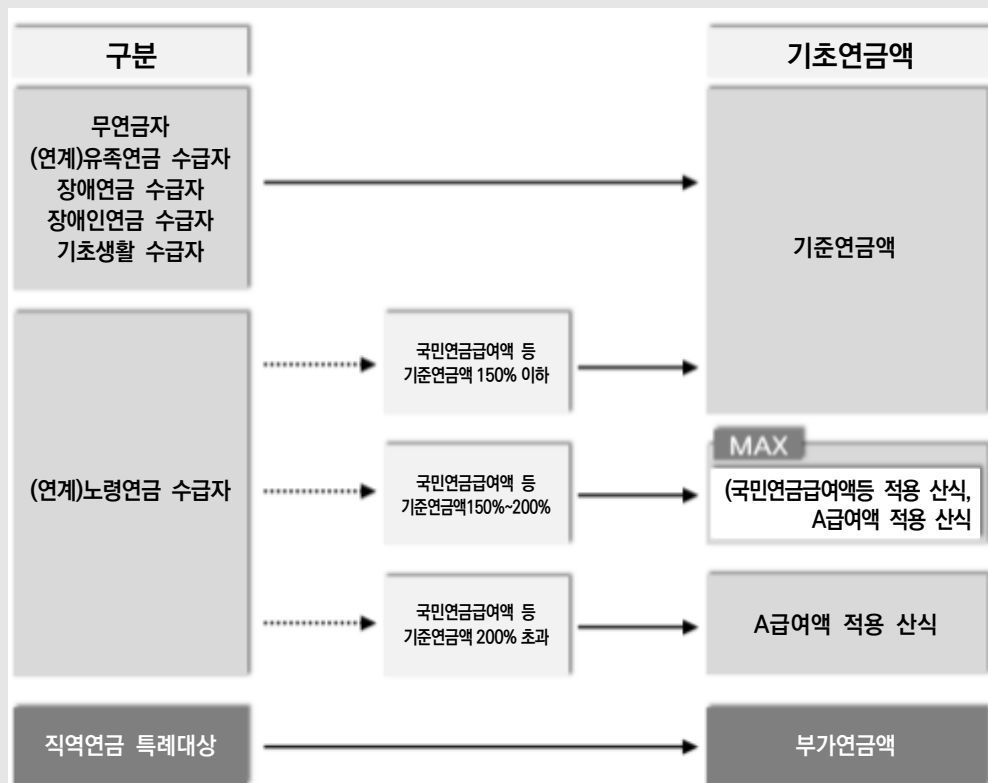 구분
기초연금액
무연금자
(연계)유족연금 수급자
장애연금 수급자
장애인연금 수급자
기초생활 수급자
기준연금액
(연계)노령연금 수급자
국민연금급여액 등
기준연금액 150% 이하
국민연금급여액 등
기준연금액150%~200%
MAX
(국민연금급여액등 적용 산식,
A급여액 적용 산식
국민연금급여액 등
기준연금액 200% 초과
A급여액 적용 산식
직역연금 특례대상
부가연금액